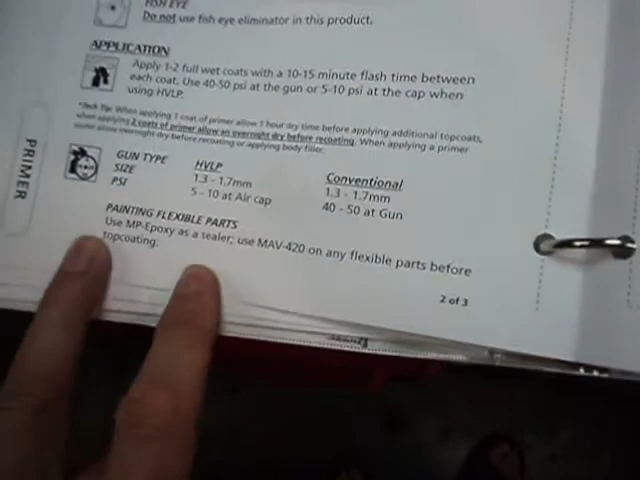 FISH EYE
Do not use fish eye eliminator in this product.
APPLICATION
Apply 1-2 full wet coats with a 10-15 minute flash time between
each coat. Use 40-50 psi at the gun or 5-10 psi at the cap when
using HVLP.
*Tech Tip: When applying 1 coat of primer allow 1 hour dry time before applying additional topcoats,
when applying 2 coats of primer allow an overnight dry before recoating. When applying a primer
allow overnight dry before recoating or applying body filler.
PRIMER
GUN TYPE HVLP Conventional
SIZE 1.3 - 1.7mm 1.3 - 1.7mm
PSI 5 - 10 at Air cap 40 - 50 at Gun
PAINTING FLEXIBLE PARTS
Use MP-Epoxy as a sealer; use MAV-420 on any flexible parts before
topcoating.
2 of 3